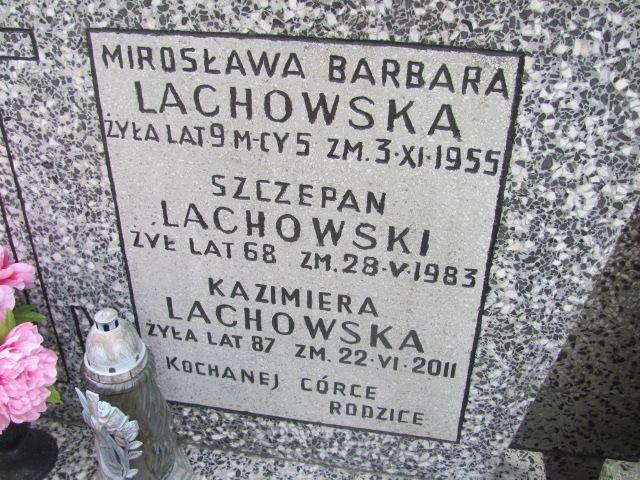 MIROSŁAWA BARBARA
LACHOWSKA
ŻYŁA LAT 9 M-CY 5 ZM. 3·XI·1955
SZCZEPAN
LACHOWSKI
ŻYŁ LAT 68 ZM. 28·V·1983
KAZIMIERA
LACHOWSKA
ŻYŁA LAT 87 ZM. 22·VI·2011
KOCHANEJ CÓRCE
RODZICE